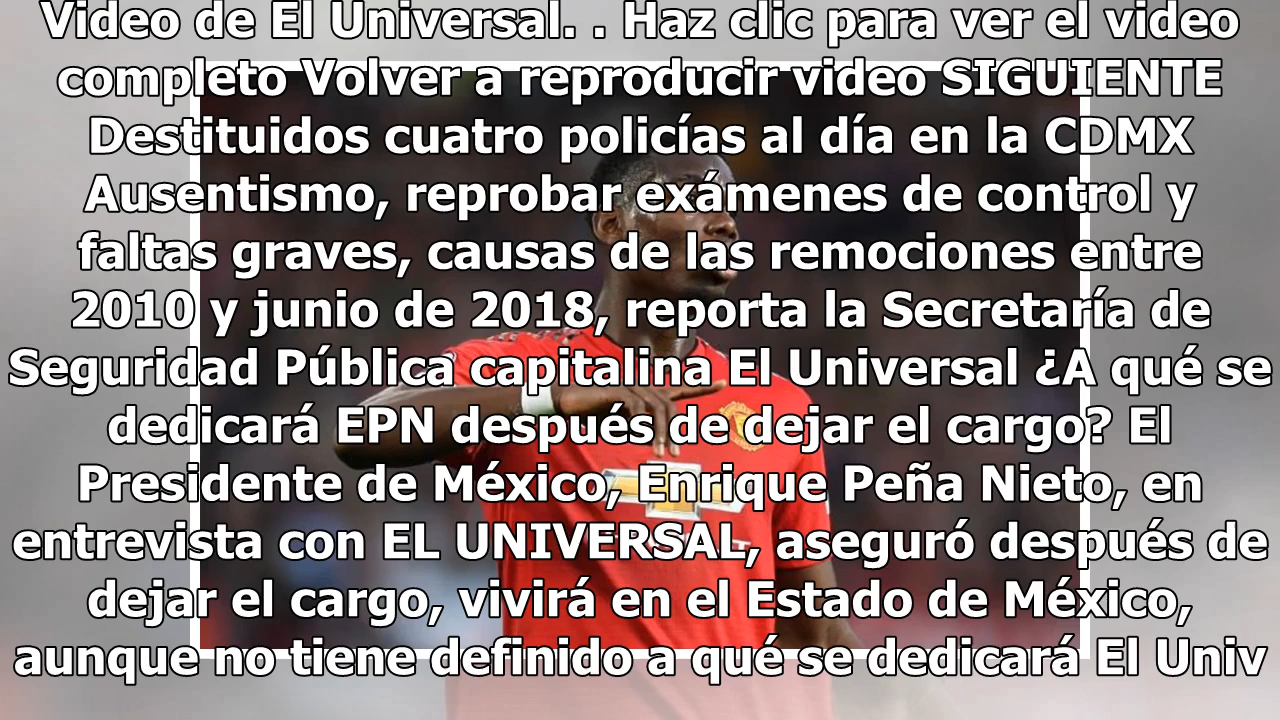 Video de El Universal. . Haz clic para ver el video
completo Volver a reproducir video SIGUIENTE
Destituidos cuatro policías al día en la CDMX
Ausentismo, reprobar exámenes de control y
faltas graves, causas de las remociones entre
2010 y junio de 2018, reporta la Secretaría de
Seguridad Pública capitalina El Universal ¿A qué se
dedicará EPN después de dejar el cargo? El
Presidente de México, Enrique Peña Nieto, en
entrevista con EL UNIVERSAL, aseguró después de
dejar el cargo, vivirá en el Estado de México,
aunque no tiene definido a qué se dedicará El Univ